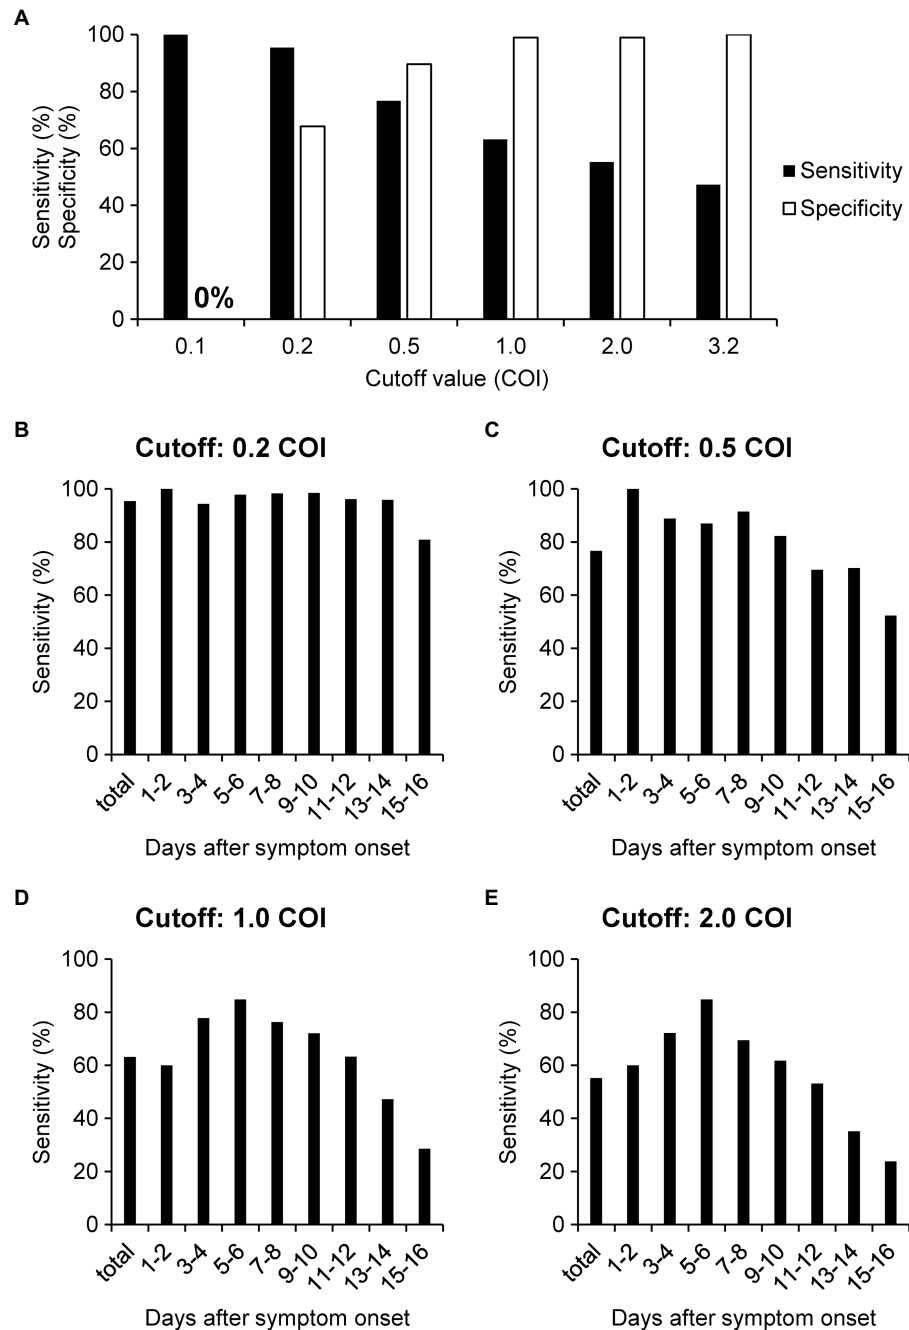 A
100
80
60
40
20
0
Sensitivity (%)
Specificity (%)
0%
0.1 0.2 0.5 1.0 2.0 3.2
Cutoff value (COI)
Sensitivity
Specificity
B
Cutoff: 0.2 COI
100
80
60
40
20
0
Sensitivity (%)
total 1-2 3-4 5-6 7-8 9-10 11-12 13-14 15-16
Days after symptom onset
C
Cutoff: 0.5 COI
100
80
60
40
20
0
Sensitivity (%)
total 1-2 3-4 5-6 7-8 9-10 11-12 13-14 15-16
Days after symptom onset
D
Cutoff: 1.0 COI
100
80
60
40
20
0
Sensitivity (%)
total 1-2 3-4 5-6 7-8 9-10 11-12 13-14 15-16
Days after symptom onset
E
Cutoff: 2.0 COI
100
80
60
40
20
0
Sensitivity (%)
total 1-2 3-4 5-6 7-8 9-10 11-12 13-14 15-16
Days after symptom onset